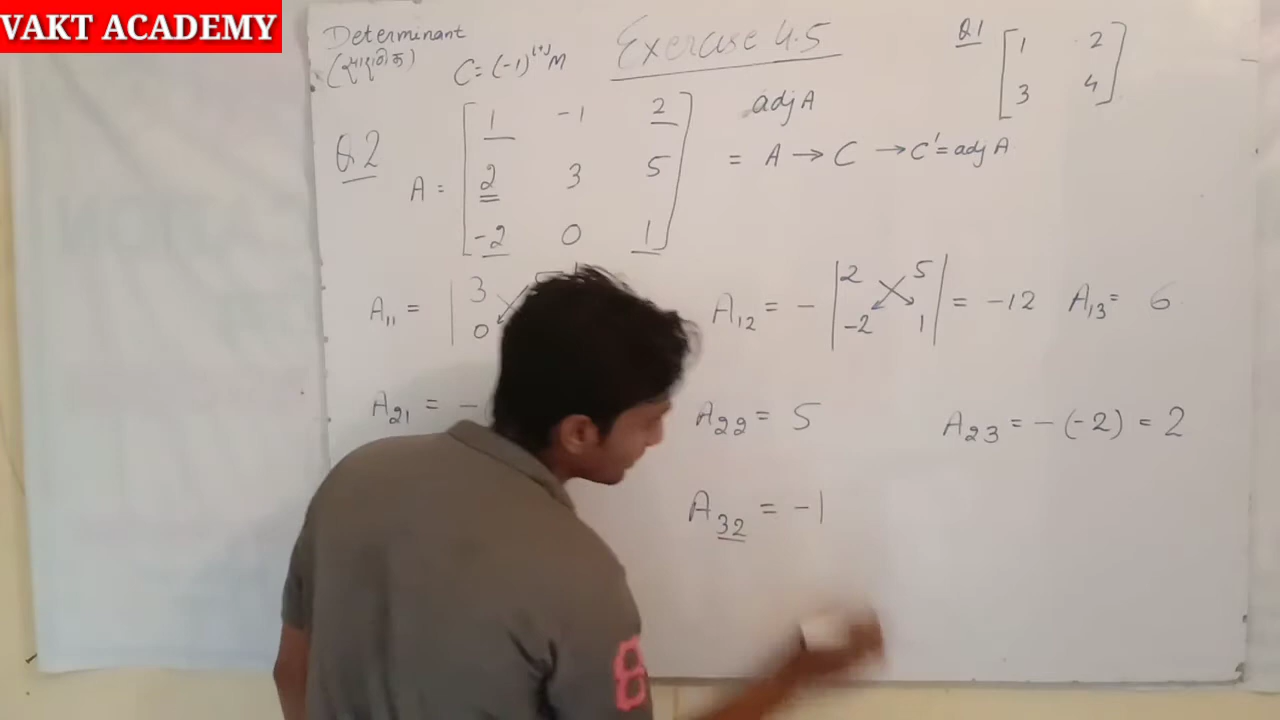 VAKT ACADEMY
Determinant
(सारणिक)
C = (-1)^{i+j} M
Exercise 4.5
Q1 [1 2
3 4]
adj A
Q.2
A = [1 -1 2
2 3 5
-2 0 1]
= A → C → C' = adj A
A₁₁ = | 3
0
A₁₂ = - | 2 5
-2 1 | = -12
A₁₃ = 6
A₂₁ = -
A₂₂ = 5
A₂₃ = -(-2) = 2
A₃₂ = -1